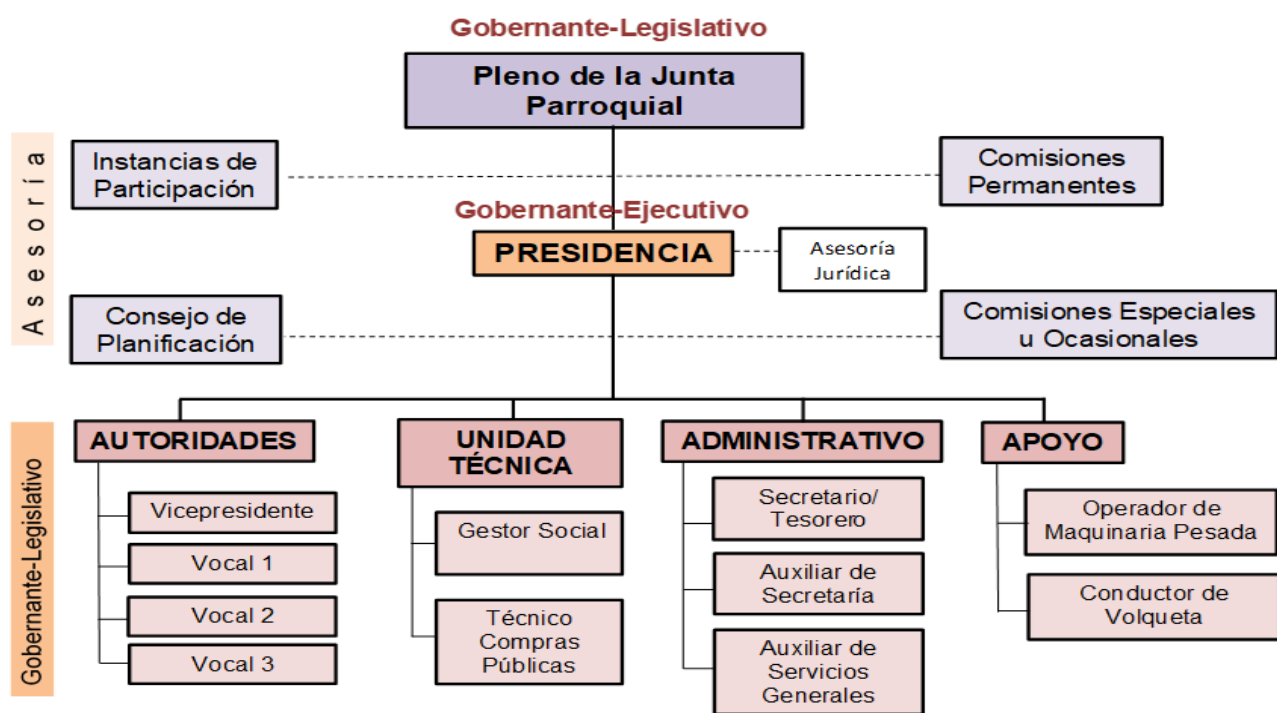 Gobernante-Legislativo
Pleno de la Junta
Parroquial
Asesoría
Instancias de
Participación
Comisiones
Permanentes
Gobernante-Ejecutivo
PRESIDENCIA
Asesoría
Jurídica
Consejo de
Planificación
Comisiones Especiales
u Ocasionales
Gobernante-Legislativo
AUTORIDADES
Vicepresidente
Vocal 1
Vocal 2
Vocal 3
UNIDAD
TÉCNICA
Gestor Social
Técnico
Compras
Públicas
ADMINISTRATIVO
Secretario/
Tesorero
Auxiliar de
Secretaría
Auxiliar de
Servicios
Generales
APOYO
Operador de
Maquinaria Pesada
Conductor de
Volqueta